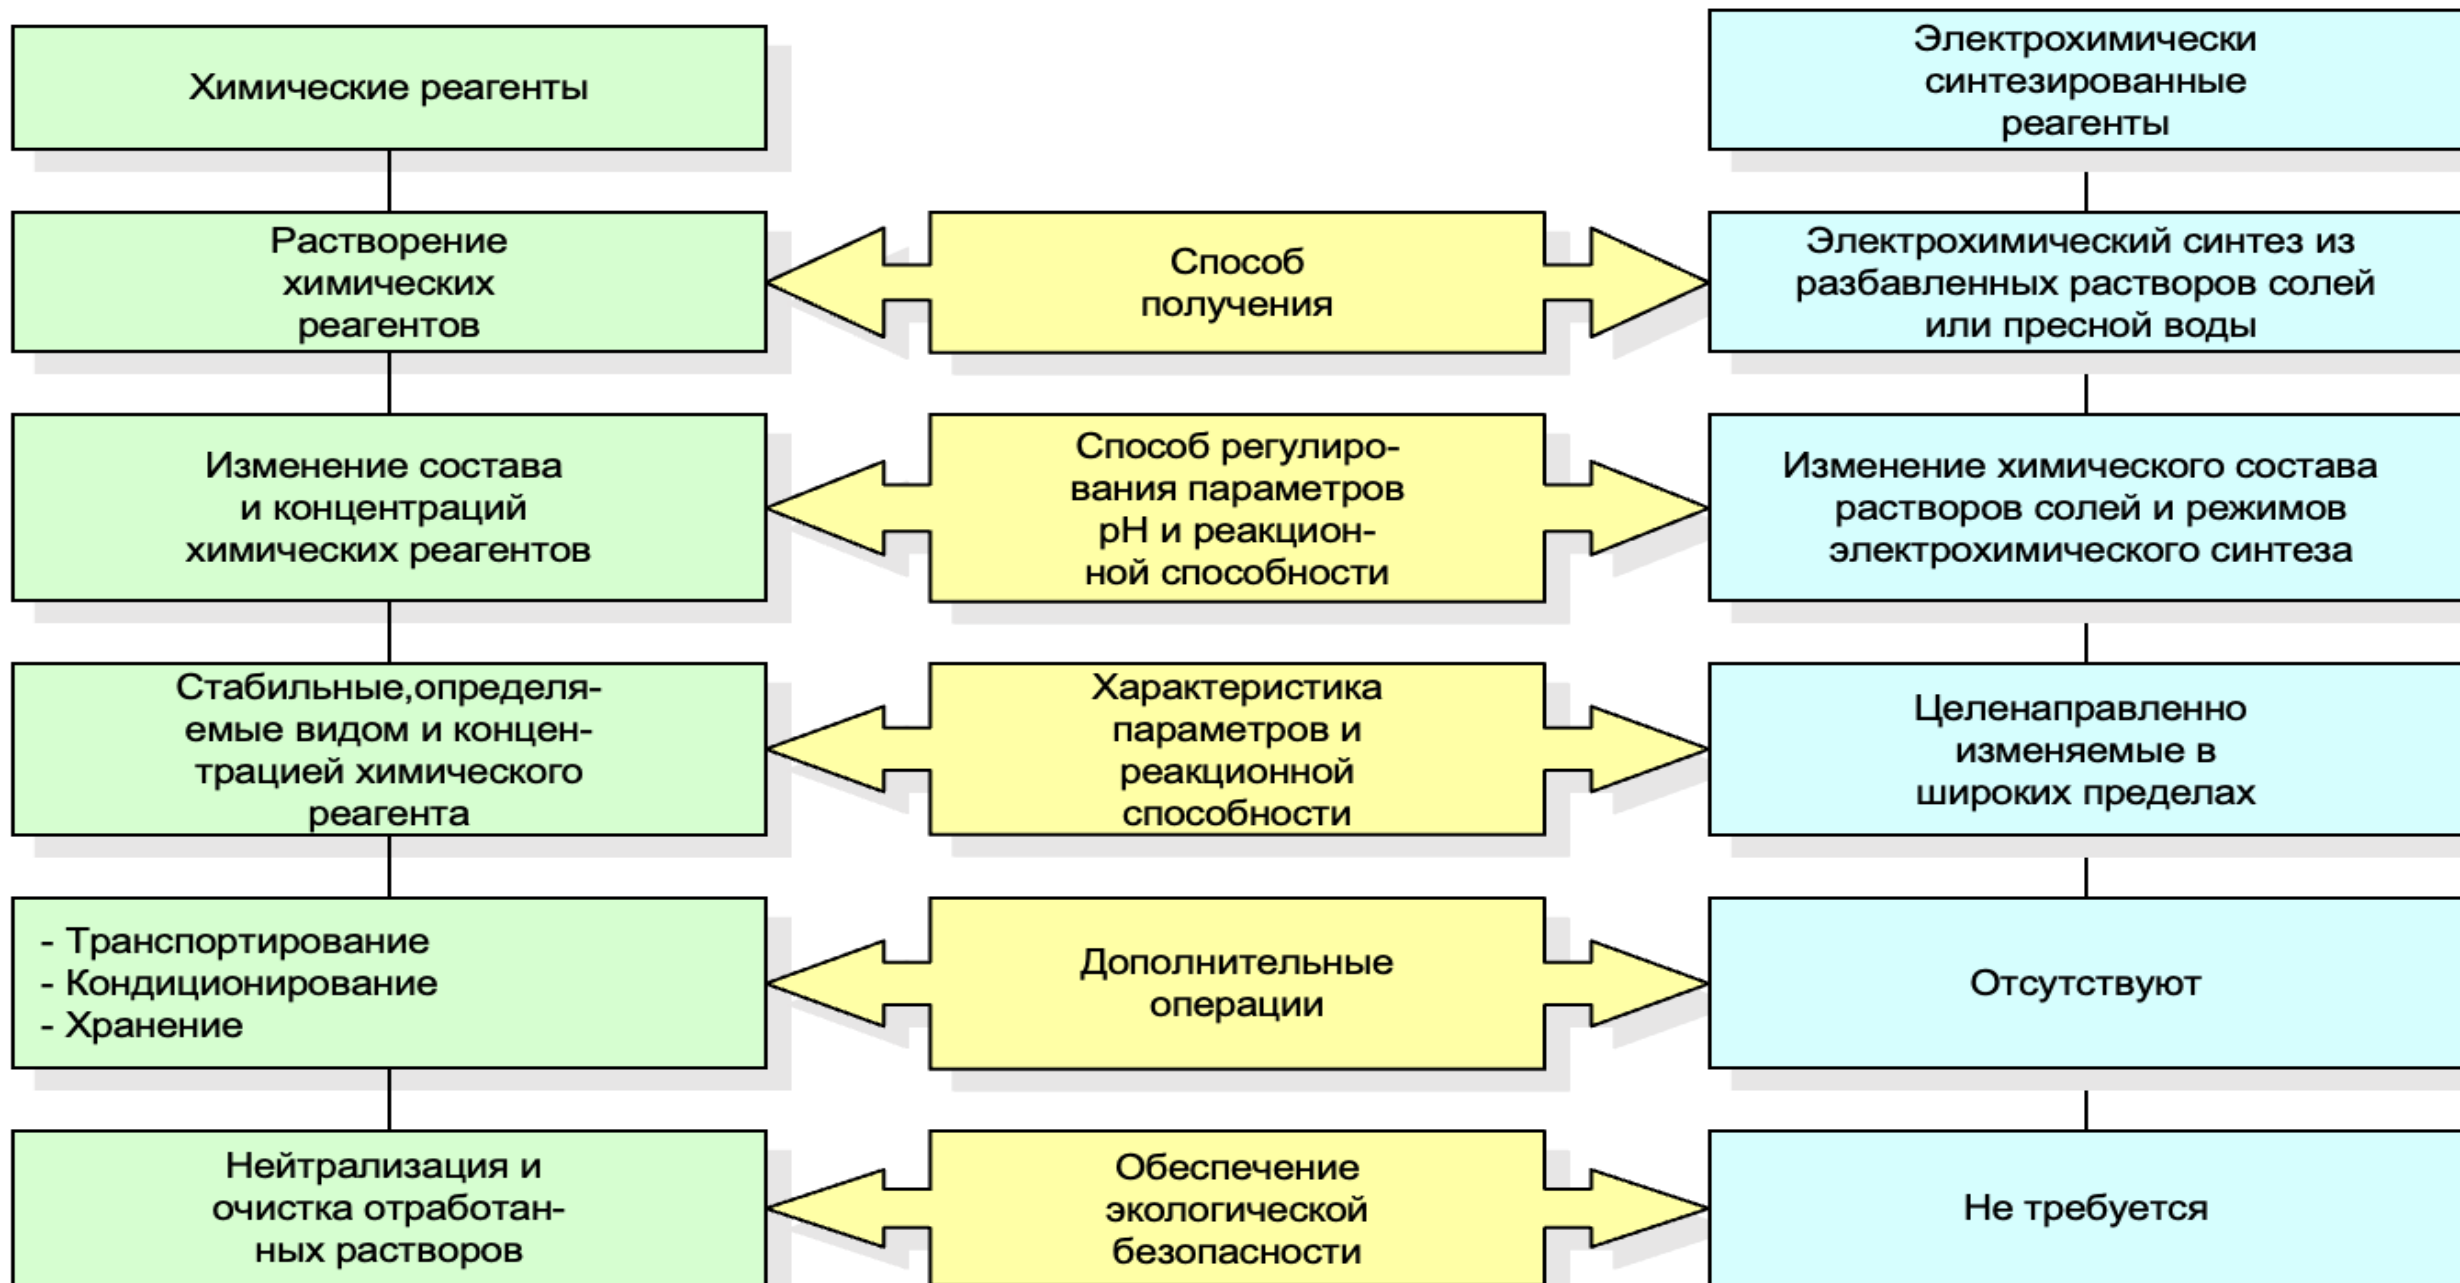 Химические реагенты
Электрохимически
синтезированные
реагенты
Растворение
химических
реагентов
Способ
получения
Электрохимический синтез из
разбавленных растворов солей
или пресной воды
Изменение состава
и концентраций
химических реагентов
Способ регулиро-
вания параметров
pH и реакцион-
ной способности
Изменение химического состава
растворов солей и режимов
электрохимического синтеза
Стабильные,определя-
емые видом и концен-
трацией химического
реагента
Характеристика
параметров и
реакционной
способности
Целенаправленно
изменяемые в
широких пределах
- Транспортирование
- Кондиционирование
- Хранение
Дополнительные
операции
Отсутствуют
Нейтрализация и
очистка отработан-
ных растворов
Обеспечение
экологической
безопасности
Не требуется